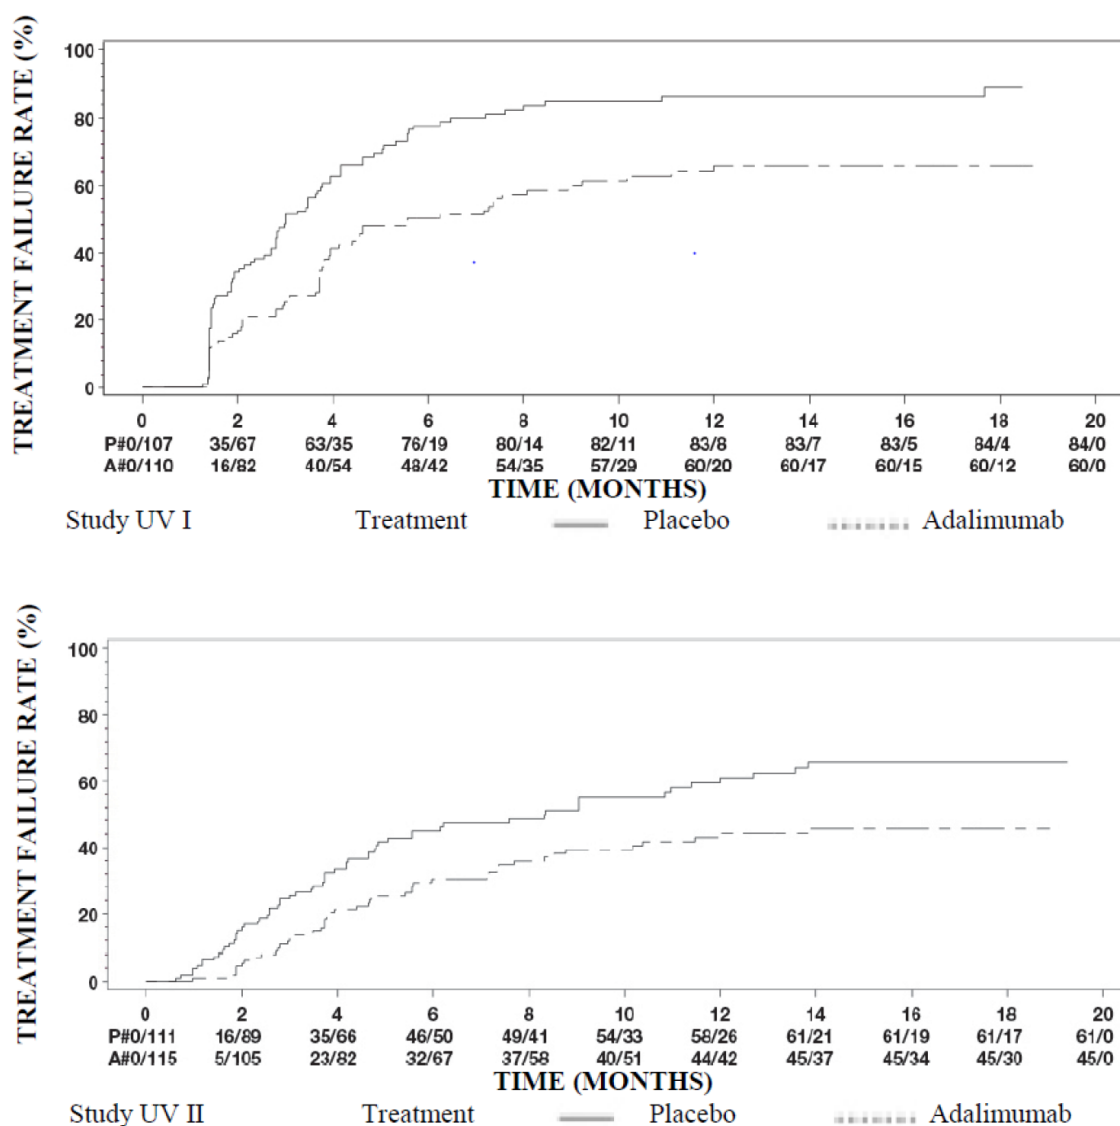 TREATMENT FAILURE RATE (%)
100
80
60
40
20
0
0 2 4 6 8 10 12 14 16 18 20
P#0/107 35/67 63/35 76/19 80/14 82/11 83/8 83/7 83/5 84/4 84/0
A#0/110 16/82 40/54 48/42 54/35 57/29 60/20 60/17 60/15 60/12 60/0
TIME (MONTHS)
Study UV I Treatment Placebo Adalimumab
TREATMENT FAILURE RATE (%)
100
80
60
40
20
0
0 2 4 6 8 10 12 14 16 18 20
P#0/111 16/89 35/66 46/50 49/41 54/33 58/26 61/21 61/19 61/17 61/0
A#0/115 5/105 23/82 32/67 37/58 40/51 44/42 45/37 45/34 45/30 45/0
TIME (MONTHS)
Study UV II Treatment Placebo Adalimumab